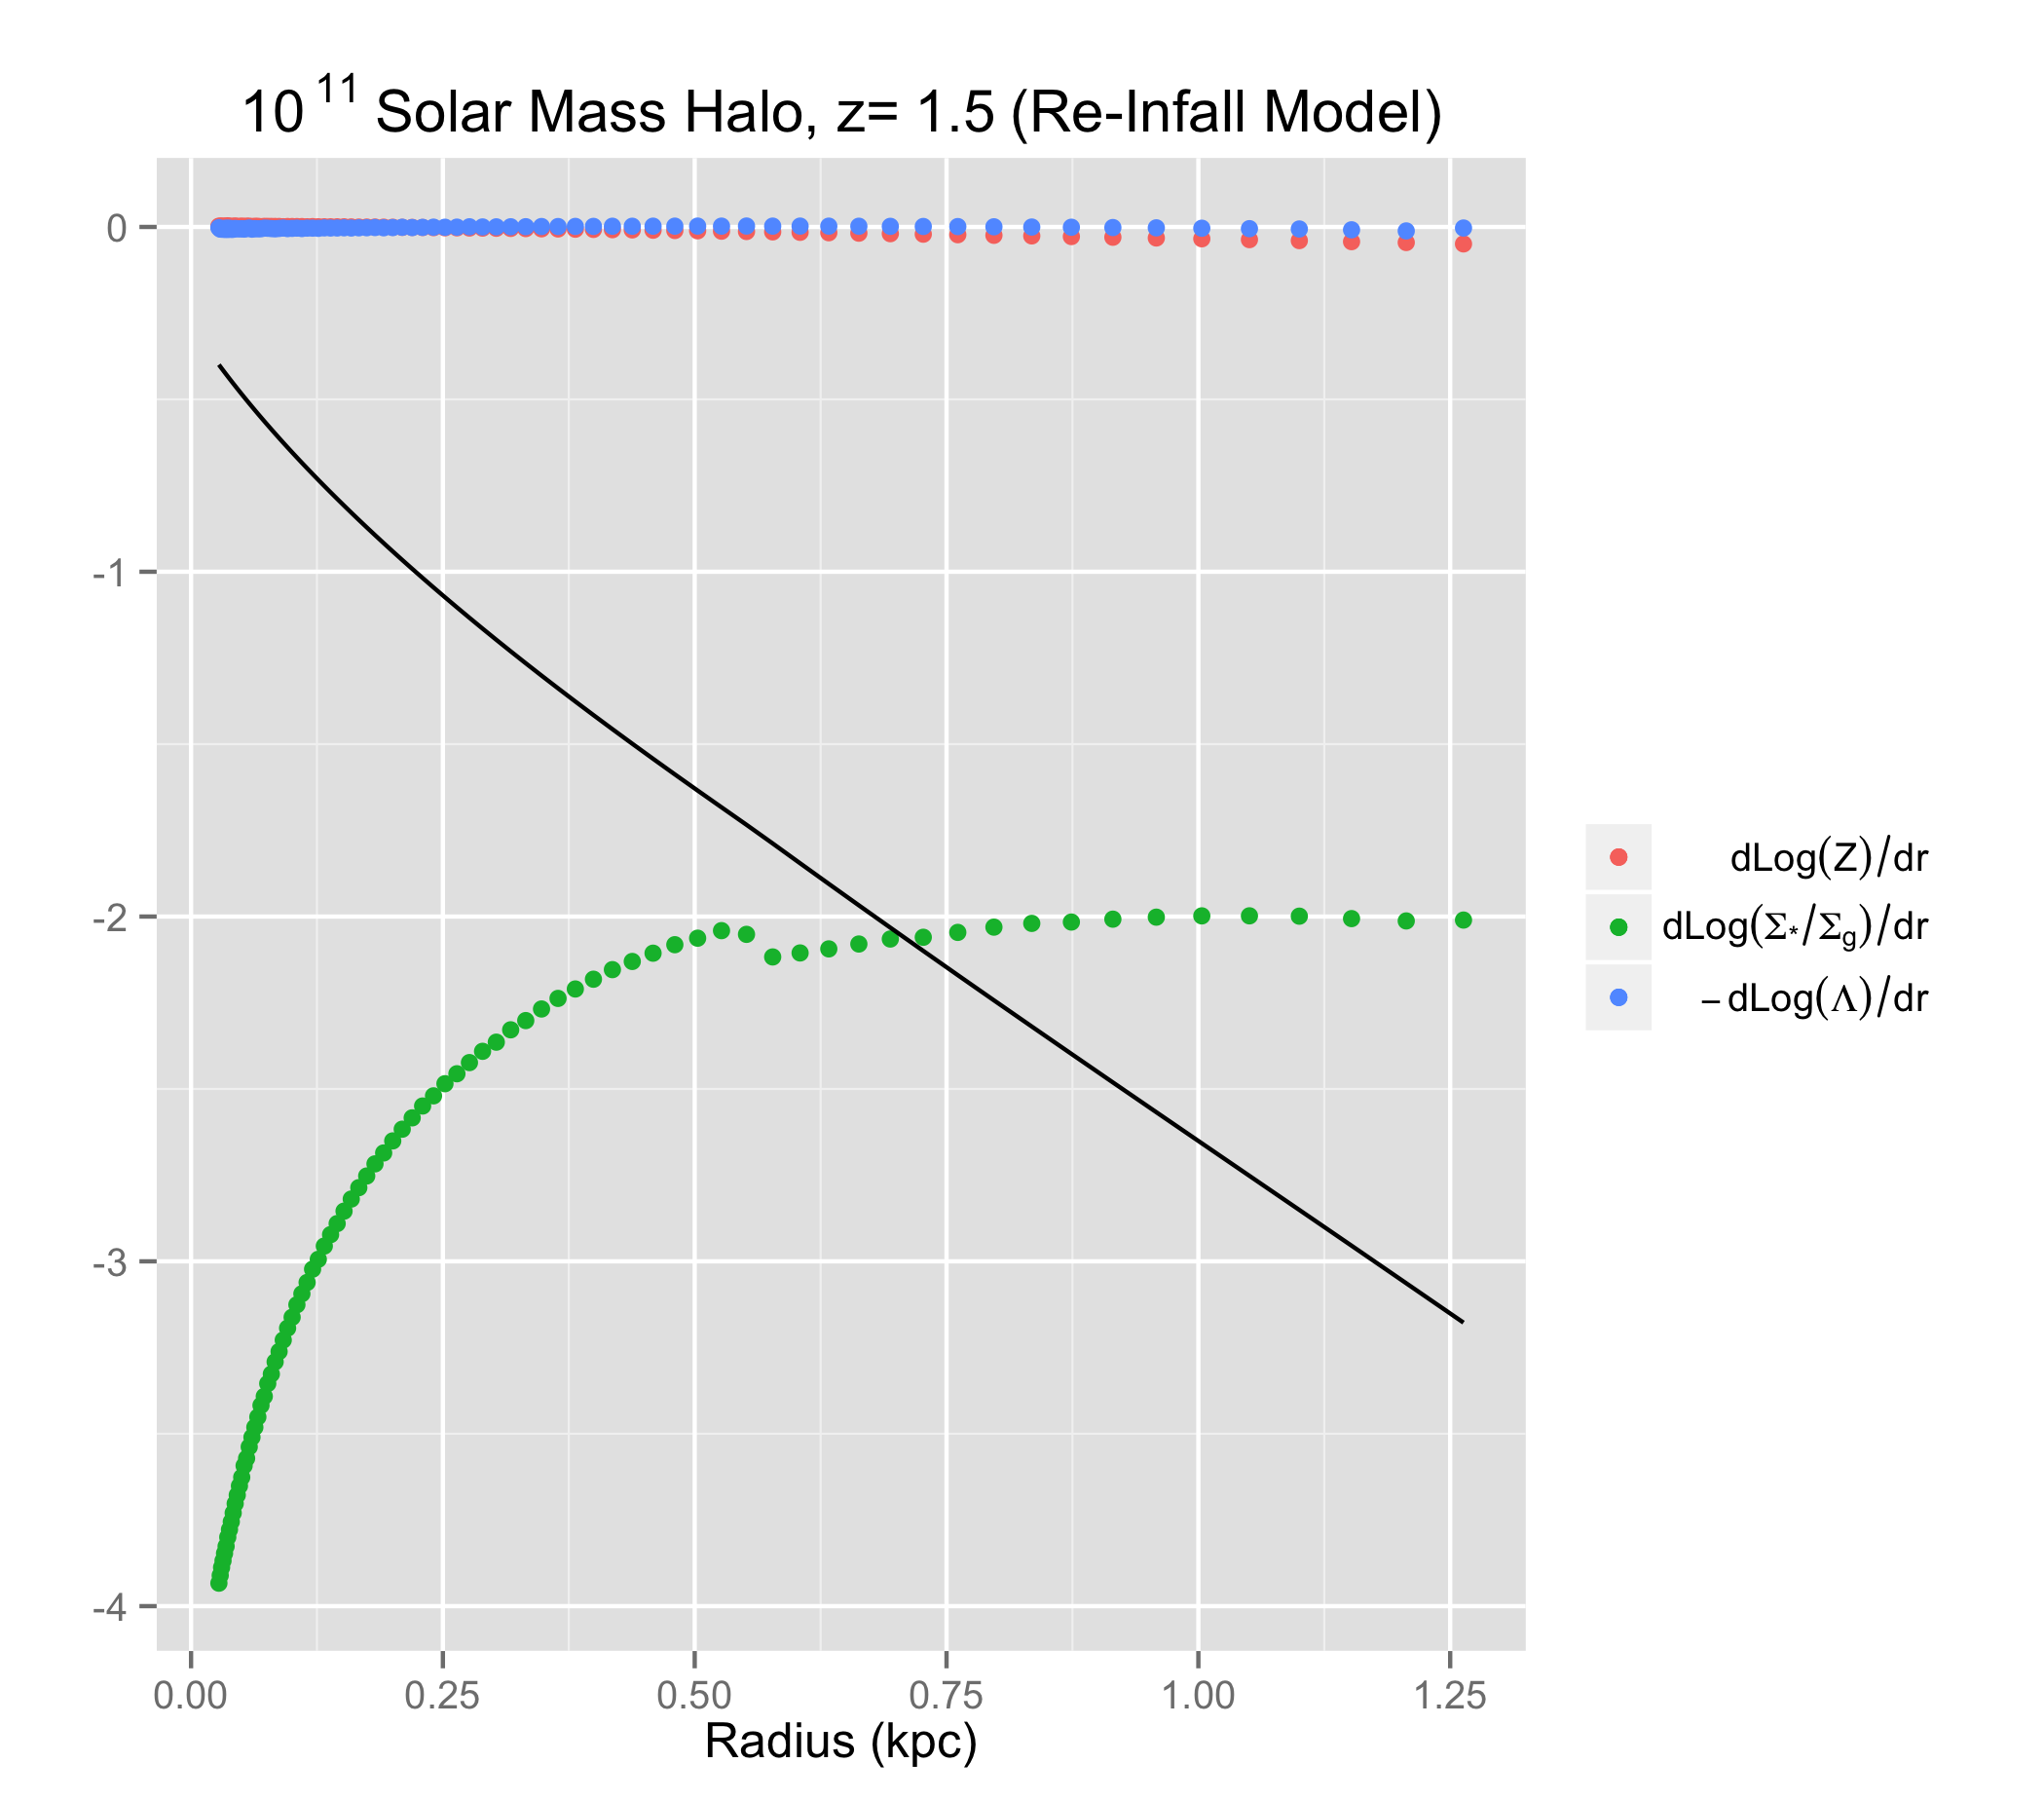 10^11 Solar Mass Halo, z= 1.5 (Re-Infall Model)
0
-1
-2
-3
-4
0.00 0.25 0.50 0.75 1.00 1.25
Radius (kpc)
dLog(Z)/dr
dLog(Σ*/Σg)/dr
−dLog(Λ)/dr